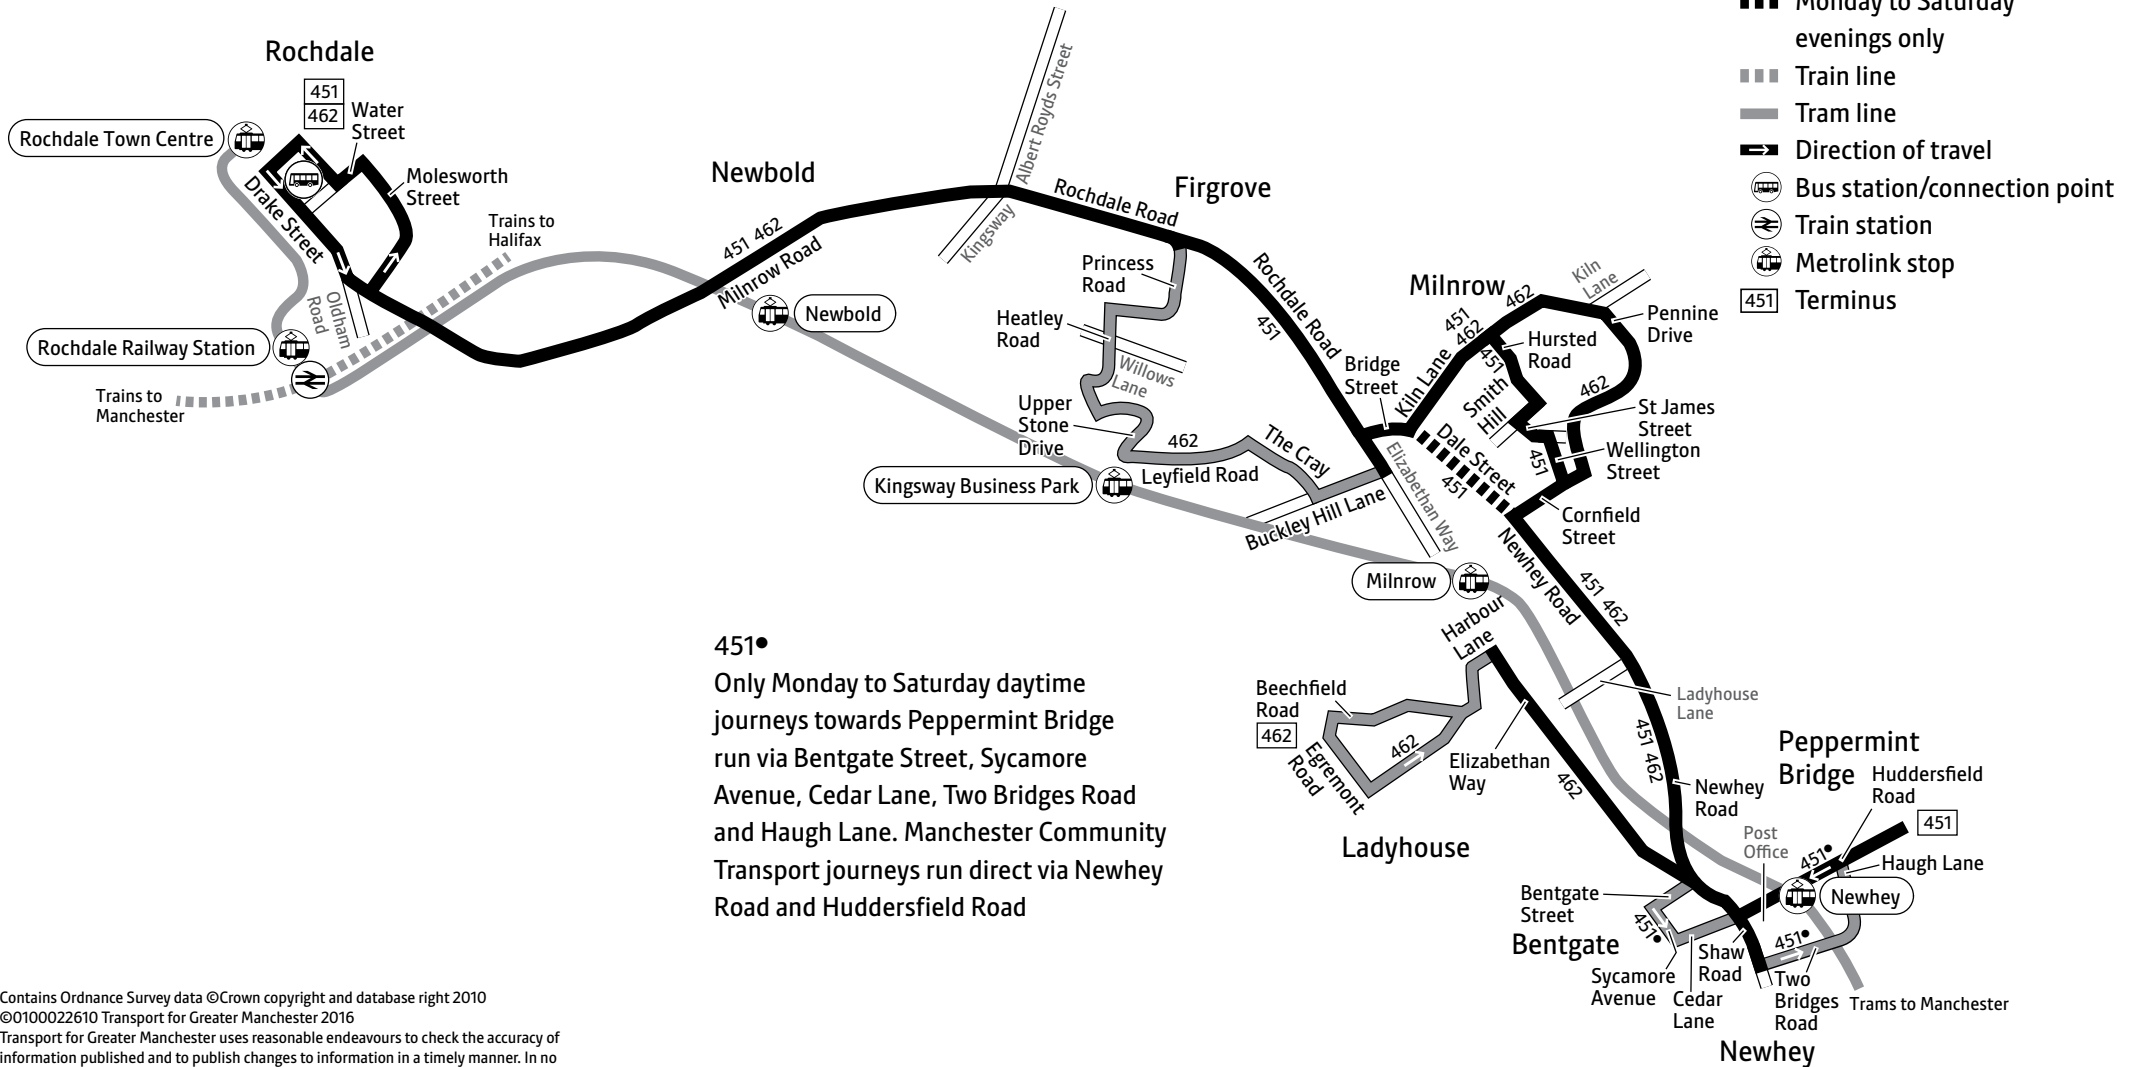 Monday to Saturday
evenings only
Train line
Tram line
Direction of travel
Bus station/connection point
Train station
Metrolink stop
451
Terminus
Rochdale
451
462
Water
Street
Rochdale Town Centre
Molesworth
Street
Drake Street
Trains to
Halifax
Oldham
Road
Rochdale Railway Station
Trains to
Manchester
Newbold
451 462
Milnrow Road
Newbold
Albert Royds Street
Kingsway
Rochdale Road
Firgrove
Princess
Road
Heatley
Road
Willows
Lane
Upper
Stone
Drive
462
Leyfield Road
The Cray
Kingsway Business Park
Buckley Hill Lane
Rochdale Road
451
Bridge
Street
Elizabethan Way
Milnrow
Kiln
Lane
462
451
462
Kiln Lane
Pennine
Drive
Hursted
Road
451
Smith
Hill
462
St James
Street
Wellington
Street
451
Dale Street
451
Cornfield
Street
Newhey Road
451 462
Milnrow
Harbour
Lane
Ladyhouse
Lane
Beechfield
Road
462
462
Egremont
Road
Elizabethan
Way
462
Ladyhouse
451 462
Newhey
Road
Peppermint
Bridge
Huddersfield
Road
451
Post
Office
451●
Haugh Lane
Newhey
Bentgate
Street
451●
Bentgate
Sycamore
Avenue
Cedar
Lane
Shaw
Road
451●
Two
Bridges
Road
Trams to Manchester
Newhey
451●
Only Monday to Saturday daytime
journeys towards Peppermint Bridge
run via Bentgate Street, Sycamore
Avenue, Cedar Lane, Two Bridges Road
and Haugh Lane. Manchester Community
Transport journeys run direct via Newhey
Road and Huddersfield Road
Contains Ordnance Survey data ©Crown copyright and database right 2010
©0100022610 Transport for Greater Manchester 2016
Transport for Greater Manchester uses reasonable endeavours to check the accuracy of
information published and to publish changes to information in a timely manner. In no